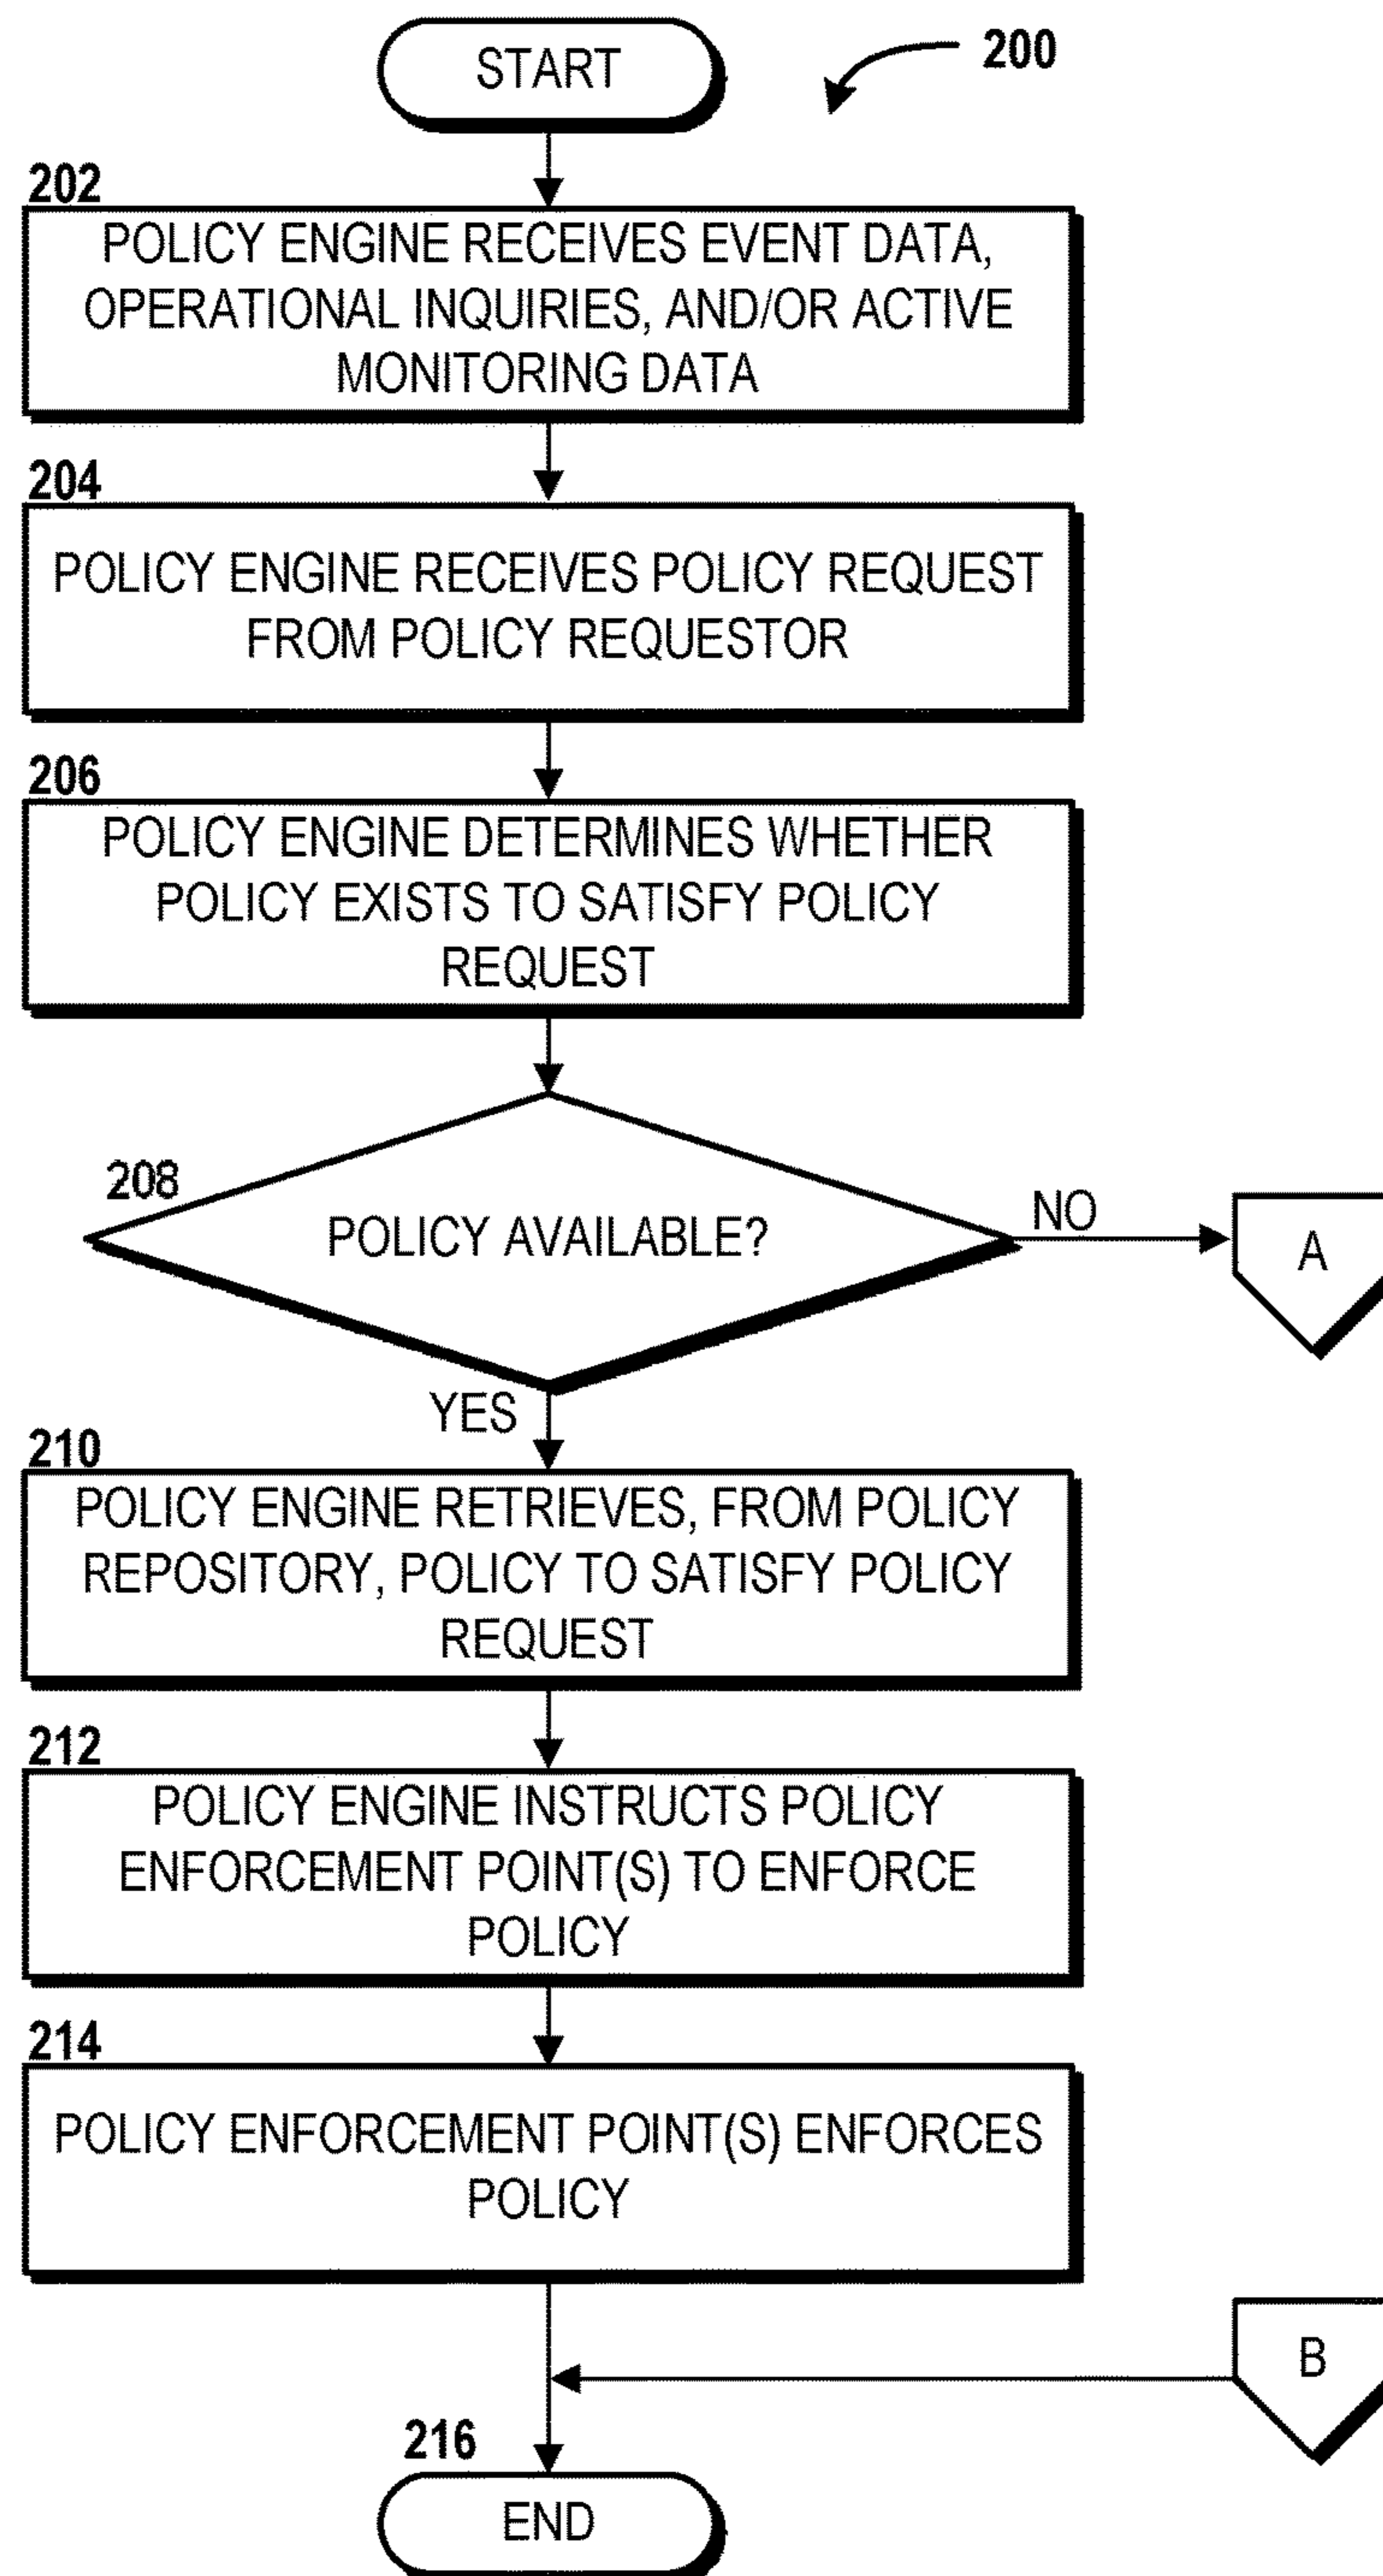 START
200
202
POLICY ENGINE RECEIVES EVENT DATA,
OPERATIONAL INQUIRIES, AND/OR ACTIVE
MONITORING DATA
204
POLICY ENGINE RECEIVES POLICY REQUEST
FROM POLICY REQUESTOR
206
POLICY ENGINE DETERMINES WHETHER
POLICY EXISTS TO SATISFY POLICY
REQUEST
208
POLICY AVAILABLE?
NO
A
YES
210
POLICY ENGINE RETRIEVES, FROM POLICY
REPOSITORY, POLICY TO SATISFY POLICY
REQUEST
212
POLICY ENGINE INSTRUCTS POLICY
ENFORCEMENT POINT(S) TO ENFORCE
POLICY
214
POLICY ENFORCEMENT POINT(S) ENFORCES
POLICY
B
216
END